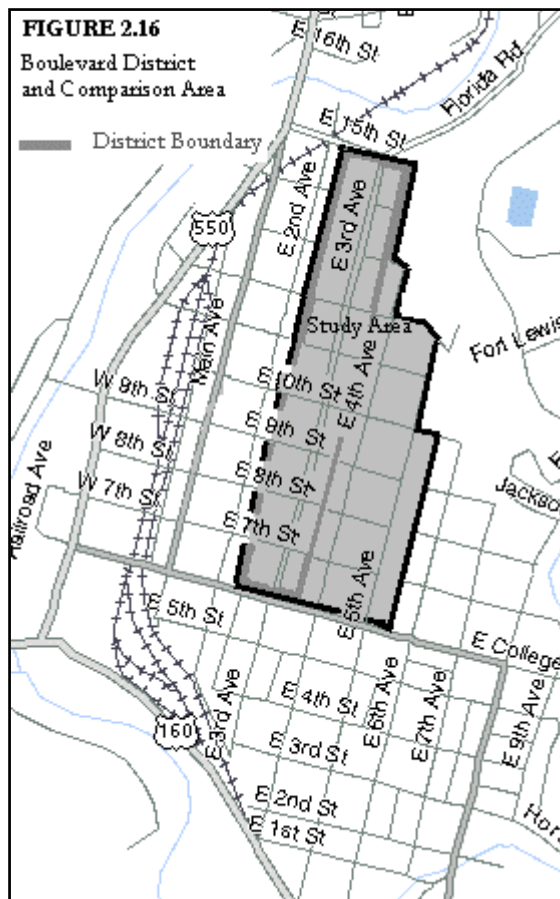 FIGURE 2.16
Boulevard District
and Comparison Area
District Boundary
E 16th St
Florida Rd
E 15th St
E 2nd Ave
E 3rd Ave
550
Main Ave
Study Area
Fort Lewis
E 4th Ave
E 10th St
W 9th St
E 9th St
W 8th St
E 8th St
Jackso
W 7th St
E 7th St
Railroad Ave
E 5th Ave
E 5th St
E College
E 3rd Ave
E 4th St
E 6th Ave
E 7th Ave
E 9th Ave
160
E 3rd St
E 2nd St
E 1st St
Hor